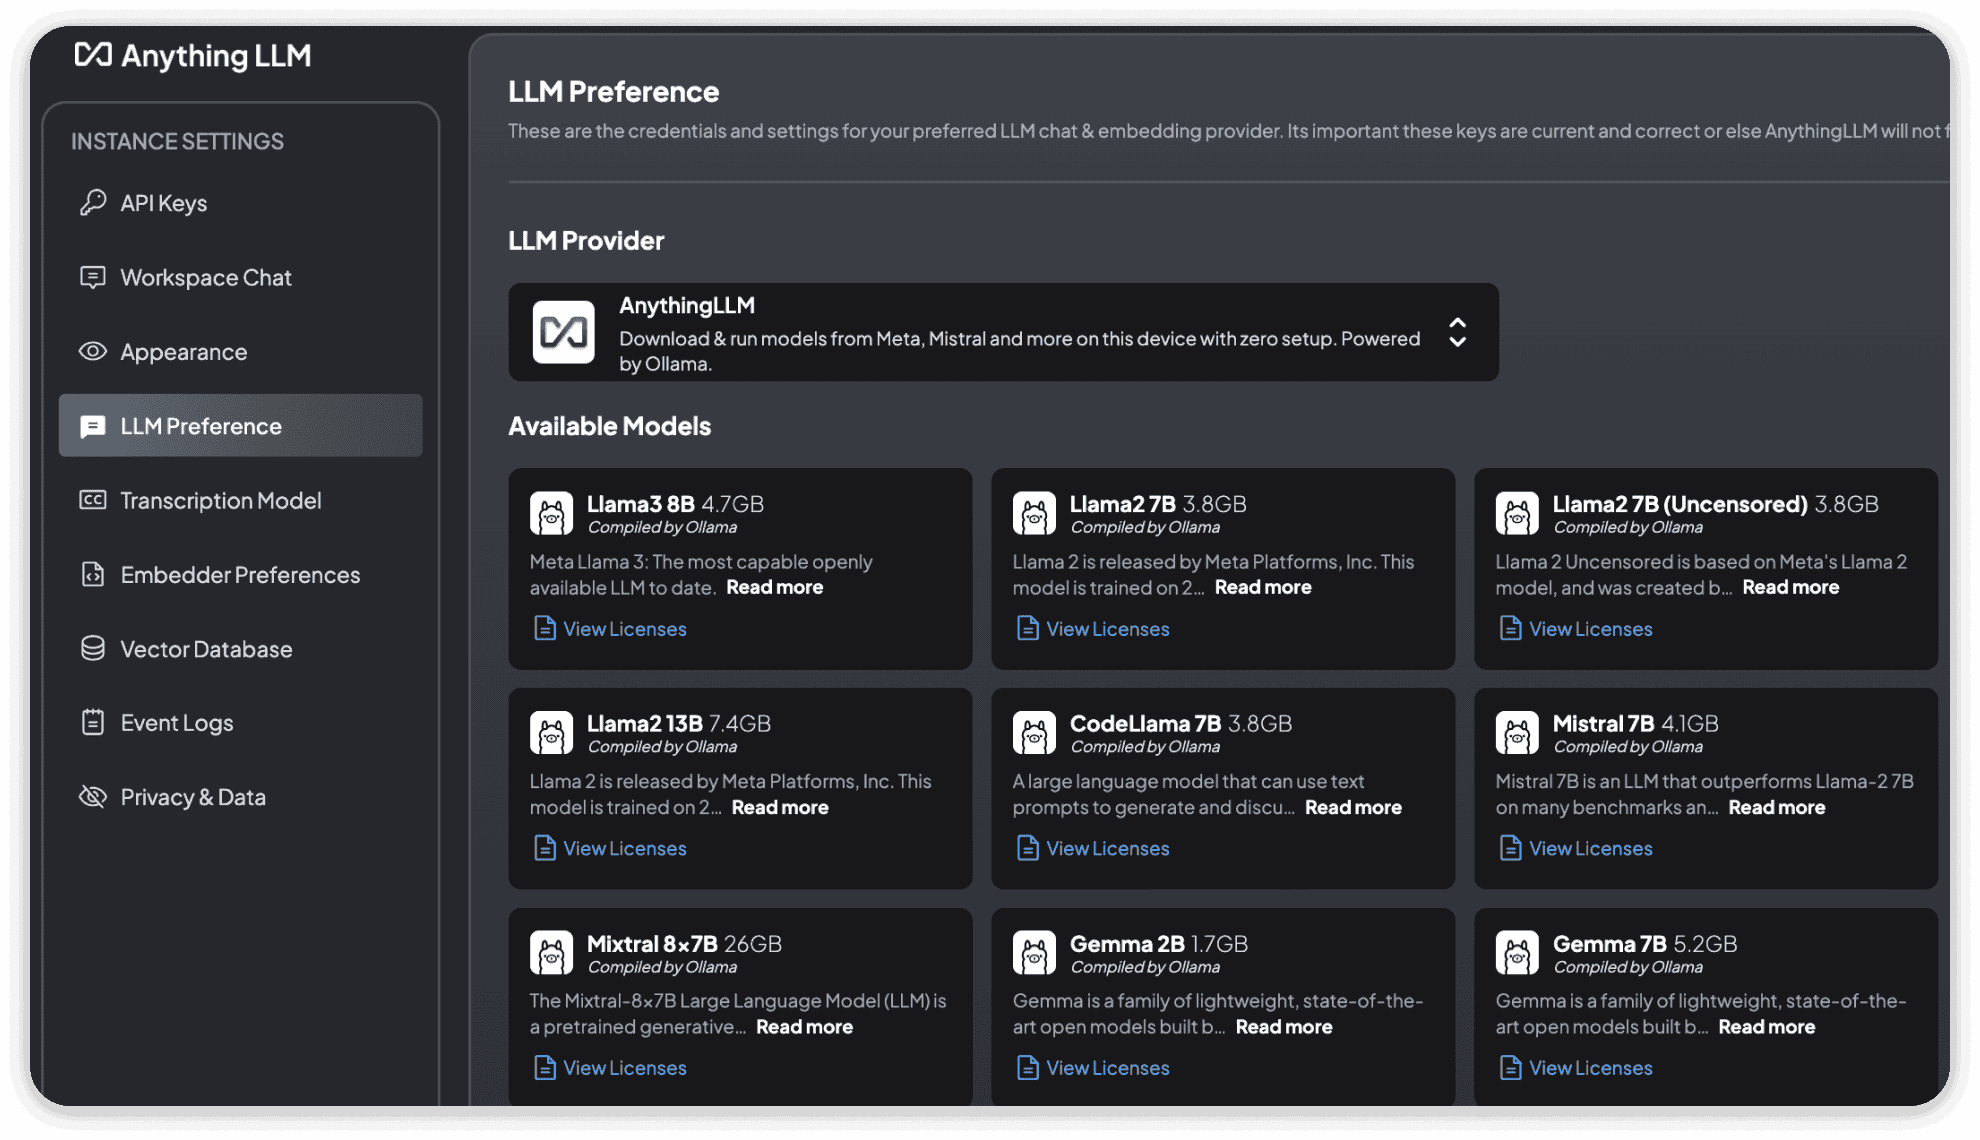 Anything LLM
INSTANCE SETTINGS
API Keys
Workspace Chat
Appearance
LLM Preference
Transcription Model
Embedder Preferences
Vector Database
Event Logs
Privacy & Data
LLM Preference
These are the credentials and settings for your preferred LLM chat & embedding provider. Its important these keys are current and correct or else AnythingLLM will not f
LLM Provider
AnythingLLM
Download & run models from Meta, Mistral and more on this device with zero setup. Powered
by Ollama.
Available Models
Llama3 8B 4.7GB
Compiled by Ollama
Meta Llama 3: The most capable openly
available LLM to date. Read more
View Licenses
Llama2 7B 3.8GB
Compiled by Ollama
Llama 2 is released by Meta Platforms, Inc. This
model is trained on 2... Read more
View Licenses
Llama2 7B (Uncensored) 3.8GB
Compiled by Ollama
Llama 2 Uncensored is based on Meta's Llama 2
model, and was created b... Read more
View Licenses
Llama2 13B 7.4GB
Compiled by Ollama
Llama 2 is released by Meta Platforms, Inc. This
model is trained on 2... Read more
View Licenses
CodeLlama 7B 3.8GB
Compiled by Ollama
A large language model that can use text
prompts to generate and discu... Read more
View Licenses
Mistral 7B 4.1GB
Compiled by Ollama
Mistral 7B is an LLM that outperforms Llama-2 7B
on many benchmarks an... Read more
View Licenses
Mixtral 8x7B 26GB
Compiled by Ollama
The Mixtral-8x7B Large Language Model (LLM) is
a pretrained generative... Read more
View Licenses
Gemma 2B 1.7GB
Compiled by Ollama
Gemma is a family of lightweight, state-of-the-
art open models built b... Read more
View Licenses
Gemma 7B 5.2GB
Compiled by Ollama
Gemma is a family of lightweight, state-of-the-
art open models built b... Read more
View Licenses